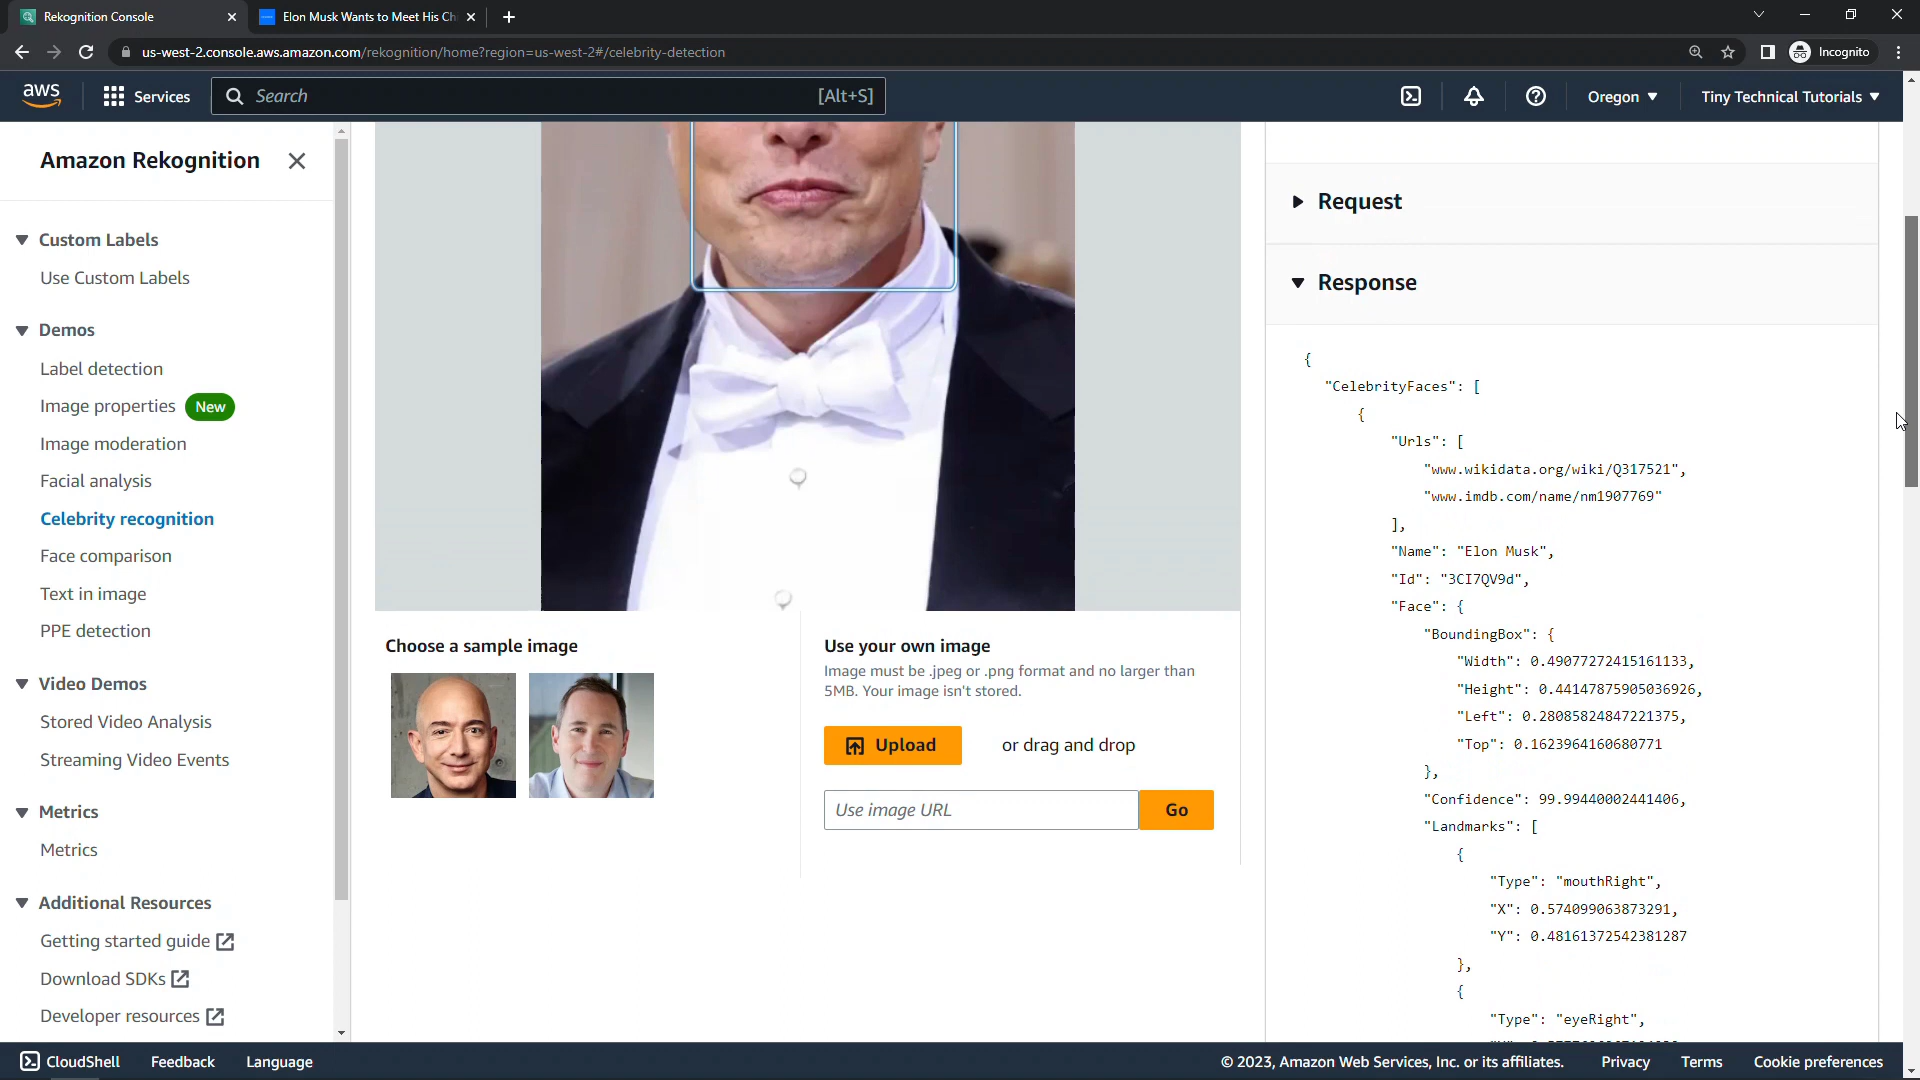 Rekognition Console
Elon Musk Wants to Meet His Ch
us-west-2.console.aws.amazon.com/rekognition/home?region=us-west-2#/celebrity-detection
Incognito
aws
Services
Search
[Alt+S]
Oregon
Tiny Technical Tutorials
Amazon Rekognition
Custom Labels
Use Custom Labels
Demos
Label detection
Image properties New
Image moderation
Facial analysis
Celebrity recognition
Face comparison
Text in image
PPE detection
Video Demos
Stored Video Analysis
Streaming Video Events
Metrics
Metrics
Additional Resources
Getting started guide
Download SDKs
Developer resources
Choose a sample image
Use your own image
Image must be .jpeg or .png format and no larger than
5MB. Your image isn't stored.
Upload
or drag and drop
Use image URL
Go
Request
Response
{
"CelebrityFaces": [
{
"Urls": [
"www.wikidata.org/wiki/Q317521",
"www.imdb.com/name/nm1907769"
],
"Name": "Elon Musk",
"Id": "3CI7QV9d",
"Face": {
"BoundingBox": {
"Width": 0.49077272415161133,
"Height": 0.44147875905036926,
"Left": 0.28085824847221375,
"Top": 0.1623964160680771
},
"Confidence": 99.99440002441406,
"Landmarks": [
{
"Type": "mouthRight",
"X": 0.574099063873291,
"Y": 0.48161372542381287
},
{
"Type": "eyeRight",
CloudShell
Feedback
Language
© 2023, Amazon Web Services, Inc. or its affiliates.
Privacy
Terms
Cookie preferences